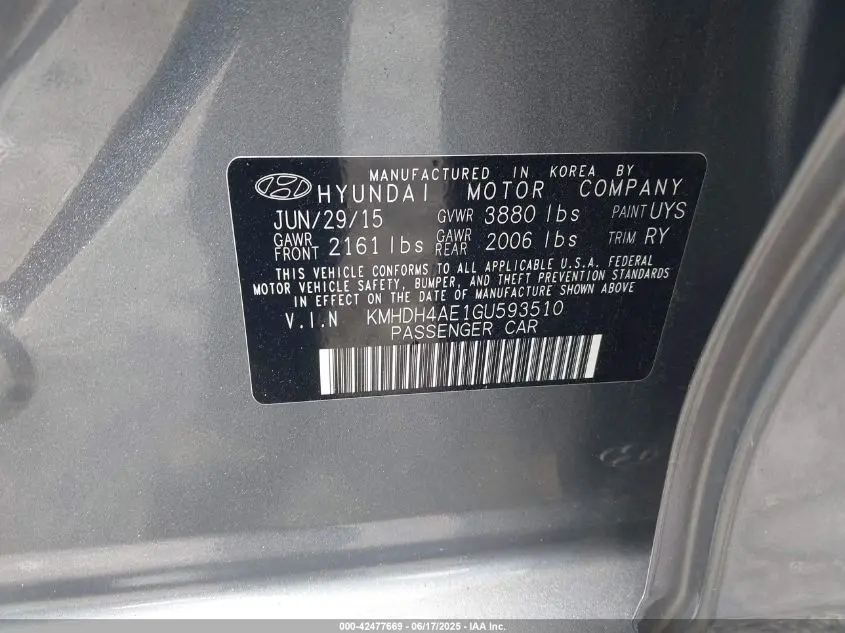 MANUFACTURED IN KOREA BY
HYUNDAI MOTOR COMPANY
JUN/29/15 GVWR 3880 lbs PAINT UYS
GAWR FRONT 2161 lbs GAWR REAR 2006 lbs TRIM RY
THIS VEHICLE CONFORMS TO ALL APPLICABLE U.S.A. FEDERAL
MOTOR VEHICLE SAFETY, BUMPER, AND THEFT PREVENTION STANDARDS
IN EFFECT ON THE DATE OF MANUFACTURE SHOWN ABOVE
V.I.N KMHDH4AE1GU593510
PASSENGER CAR
000-42477669 - 06/17/2025 - IAA Inc.